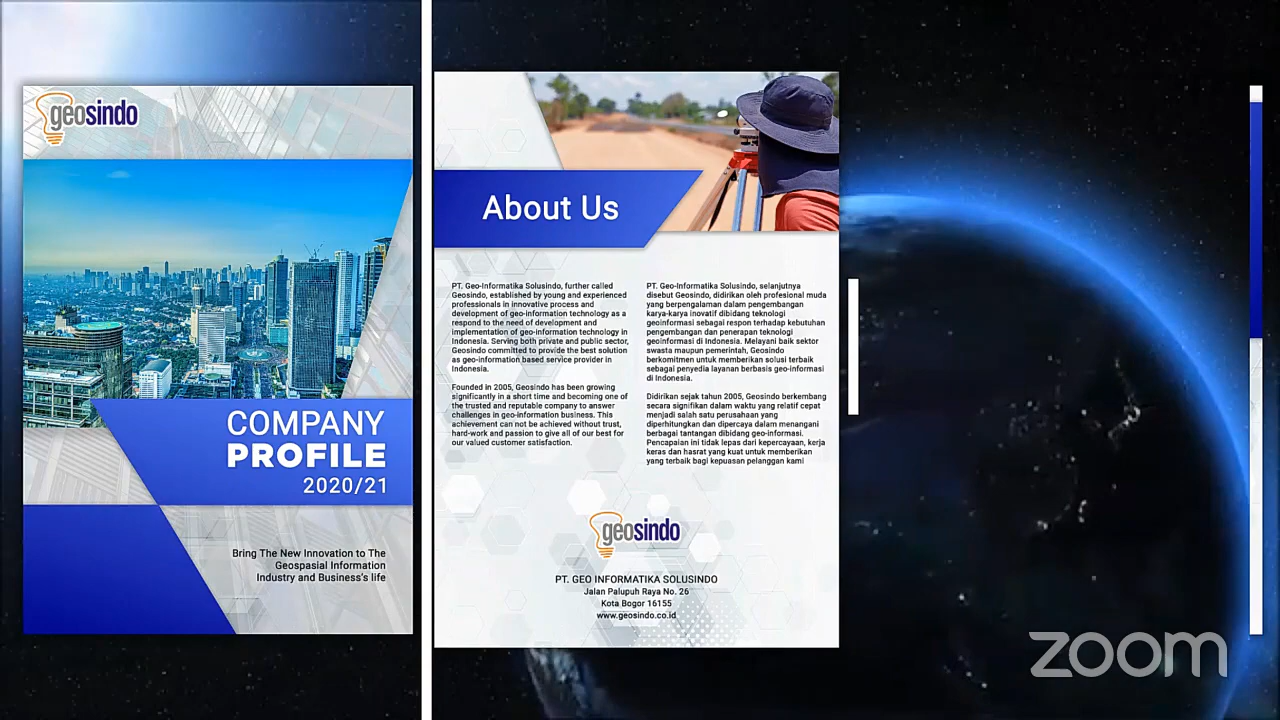 geosindo
COMPANY
PROFILE
2020/21
Bring The New Innovation to The
Geospasial Information
Industry and Business's life
About Us
PT. Geo-Informatika Solusindo, further called
Geosindo, established by young and experienced
professionals in innovative process and
development of geo-information technology as a
respond to the need of development and
implementation of geo-information technology in
Indonesia. Serving both private and public sector,
Geosindo committed to provide the best solution
as geo-information based service provider in
Indonesia.
Founded in 2005, Geosindo has been growing
significantly in a short time and becoming one of
the trusted and reputable company to answer
challenges in geo-information business. This
achievement can not be achieved without trust,
hard-work and passion to give all of our best for
our valued customer satisfaction.
PT. Geo-Informatika Solusindo, selanjutnya
disebut Geosindo, didirikan oleh profesional muda
yang berpengalaman dalam pengembangan
karya-karya inovatif dibidang teknologi
geoinformasi sebagai respon terhadap kebutuhan
pengembangan dan penerapan teknologi
geoinformasi di Indonesia. Melayani baik sektor
swasta maupun pemerintah, Geosindo
berkomitmen untuk memberikan solusi terbaik
sebagai penyedia layanan berbasis geo-informasi
di Indonesia.
Didirikan sejak tahun 2005, Geosindo berkembang
secara signifikan dalam waktu yang relatif cepat
menjadi salah satu perusahaan yang
diperhitungkan dan dipercaya dalam menangani
berbagai tantangan dibidang geo-informasi.
Pencapaian ini tidak lepas dari kepercayaan, kerja
keras dan hasrat yang kuat untuk memberikan
yang terbaik bagi kepuasan pelanggan kami
geosindo
PT. GEO INFORMATIKA SOLUSINDO
Jalan Palupuh Raya No. 26
Kota Bogor 16155
www.geosindo.co.id
zoom